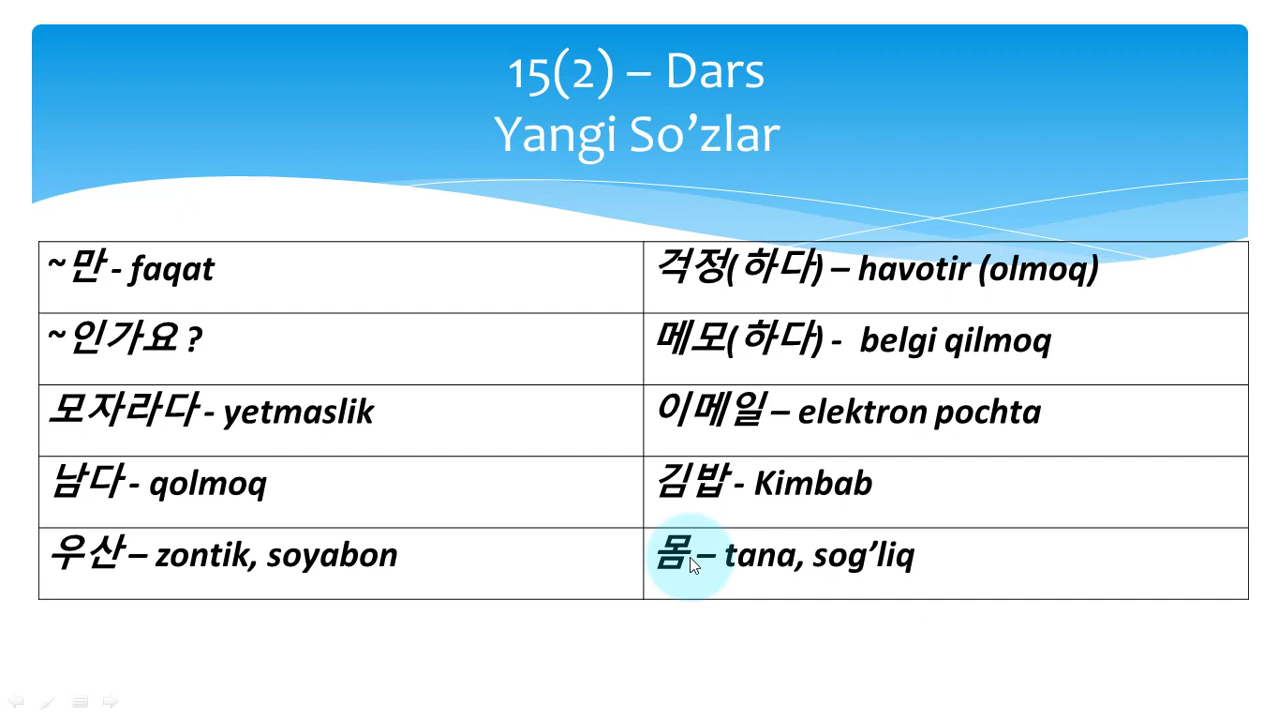 15(2) – Dars
Yangi So’zlar
~만 - faqat
걱정(하다) – havotir (olmoq)
~인가요 ?
메모(하다) - belgi qilmoq
모자라다 - yetmaslik
이메일 – elektron pochta
남다 - qolmoq
김밥 - Kimbab
우산 – zontik, soyabon
몸 – tana, sog’liq